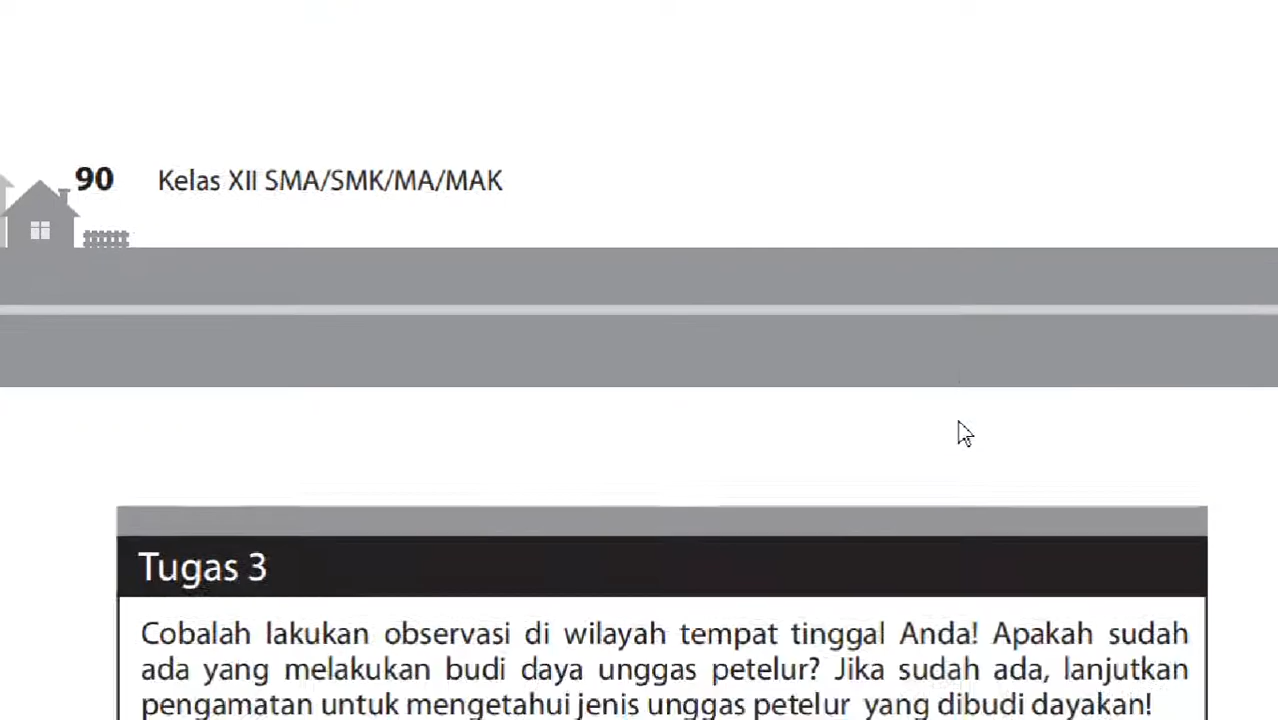 90 Kelas XII SMA/SMK/MA/MAK
Tugas 3
Cobalah lakukan observasi di wilayah tempat tinggal Anda! Apakah sudah
ada yang melakukan budi daya unggas petelur? Jika sudah ada, lanjutkan
pengamatan untuk mengetahui jenis unggas petelur yang dibudi dayakan!